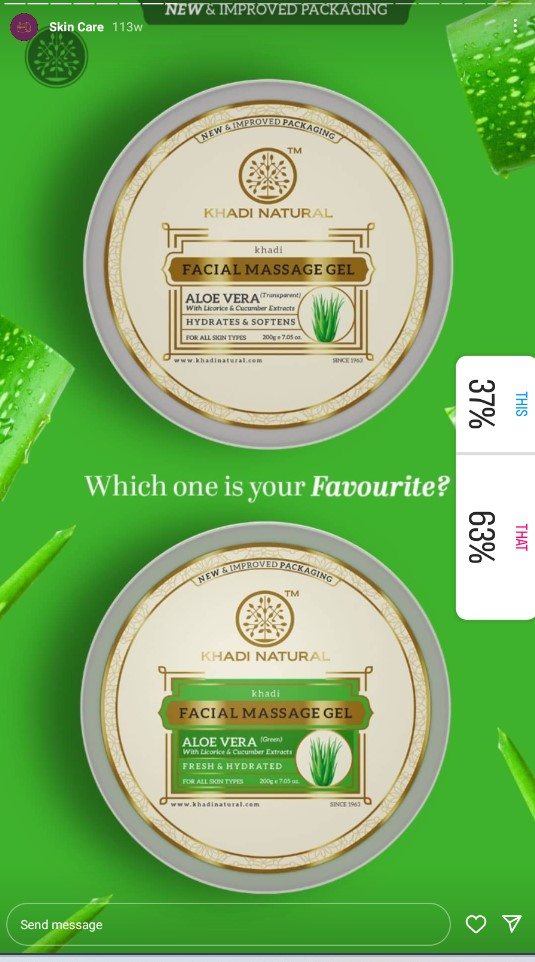 NEW & IMPROVED PACKAGING
Skin Care 113w
NEW & IMPROVED PACKAGING
TM
KHADI NATURAL
khadi
FACIAL MASSAGE GEL
ALOE VERA (Transparent)
With Licorice & Cucumber Extracts
HYDRATES & SOFTENS
FOR ALL SKIN TYPES 200g e 7.05 oz.
www.khadinatural.com SINCE 1963
37% THIS
Which one is your Favourite?
63% THAT
NEW & IMPROVED PACKAGING
TM
KHADI NATURAL
khadi
FACIAL MASSAGE GEL
ALOE VERA (Green)
With Licorice & Cucumber Extracts
FRESH & HYDRATED
FOR ALL SKIN TYPES 200g e 7.05 oz.
www.khadinatural.com SINCE 1963
Send message